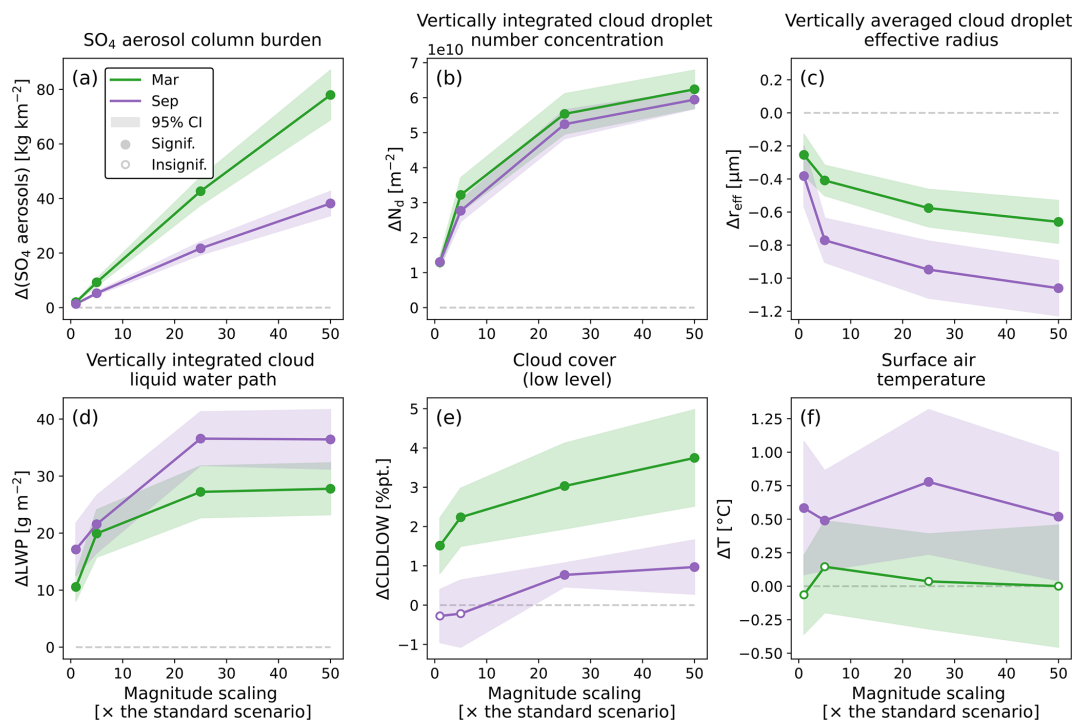 SO₄ aerosol column burden
(a)
Mar
Sep
95% CI
Signif.
Insignif.
Δ(SO₄ aerosols) [kg km⁻²]
80
60
40
20
0
0 10 20 30 40 50
Vertically integrated cloud droplet
number concentration
1e10
(b)
ΔN_d [m⁻²]
7
6
5
4
3
2
1
0
0 10 20 30 40 50
Vertically averaged cloud droplet
effective radius
(c)
Δr_eff [μm]
0.2
0.0
−0.2
−0.4
−0.6
−0.8
−1.0
−1.2
0 10 20 30 40 50
Vertically integrated cloud
liquid water path
(d)
ΔLWP [g m⁻²]
40
30
20
10
0
0 10 20 30 40 50
Magnitude scaling
[× the standard scenario]
Cloud cover
(low level)
(e)
ΔCLDLOW [%pt.]
5
4
3
2
1
0
−1
0 10 20 30 40 50
Magnitude scaling
[× the standard scenario]
Surface air
temperature
(f)
ΔT [°C]
1.25
1.00
0.75
0.50
0.25
0.00
−0.25
−0.50
0 10 20 30 40 50
Magnitude scaling
[× the standard scenario]